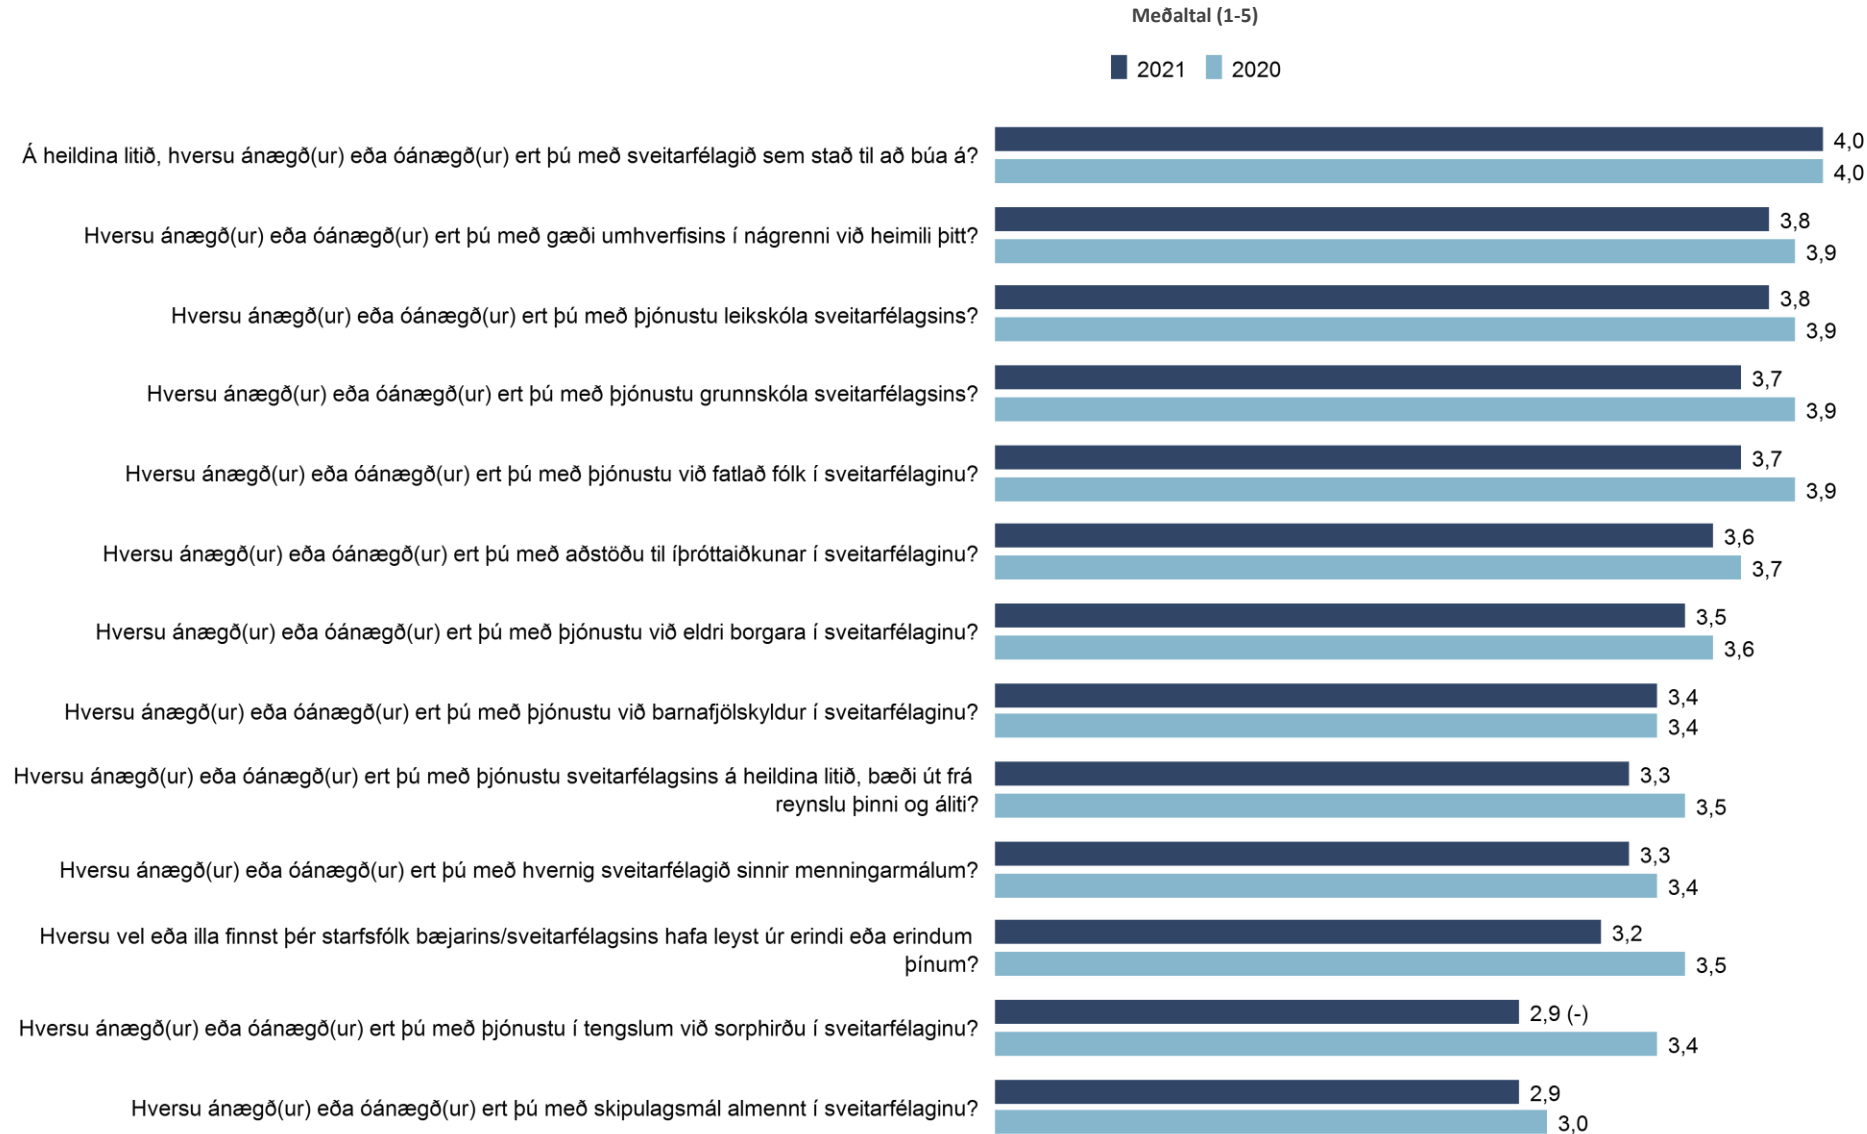 Meðaltal (1-5)
2021 2020
Á heildina litið, hversu ánægð(ur) eða óánægð(ur) ert þú með sveitarfélagið sem stað til að búa á?
4,0
4,0
Hversu ánægð(ur) eða óánægð(ur) ert þú með gæði umhverfisins í nágrenni við heimili þitt?
3,8
3,9
Hversu ánægð(ur) eða óánægð(ur) ert þú með þjónustu leikskóla sveitarfélagsins?
3,8
3,9
Hversu ánægð(ur) eða óánægð(ur) ert þú með þjónustu grunnskóla sveitarfélagsins?
3,7
3,9
Hversu ánægð(ur) eða óánægð(ur) ert þú með þjónustu við fatlað fólk í sveitarfélaginu?
3,7
3,9
Hversu ánægð(ur) eða óánægð(ur) ert þú með aðstöðu til íþróttaiðkunar í sveitarfélaginu?
3,6
3,7
Hversu ánægð(ur) eða óánægð(ur) ert þú með þjónustu við eldri borgara í sveitarfélaginu?
3,5
3,6
Hversu ánægð(ur) eða óánægð(ur) ert þú með þjónustu við barnafjölskyldur í sveitarfélaginu?
3,4
3,4
Hversu ánægð(ur) eða óánægð(ur) ert þú með þjónustu sveitarfélagsins á heildina litið, bæði út frá
reynslu þinni og áliti?
3,3
3,5
Hversu ánægð(ur) eða óánægð(ur) ert þú með hvernig sveitarfélagið sinnir menningarmálum?
3,3
3,4
Hversu vel eða illa finnst þér starfsfólk bæjarins/sveitarfélagsins hafa leyst úr erindi eða erindum
þínum?
3,2
3,5
Hversu ánægð(ur) eða óánægð(ur) ert þú með þjónustu í tengslum við sorphirðu í sveitarfélaginu?
2,9 (-)
3,4
Hversu ánægð(ur) eða óánægð(ur) ert þú með skipulagsmál almennt í sveitarfélaginu?
2,9
3,0